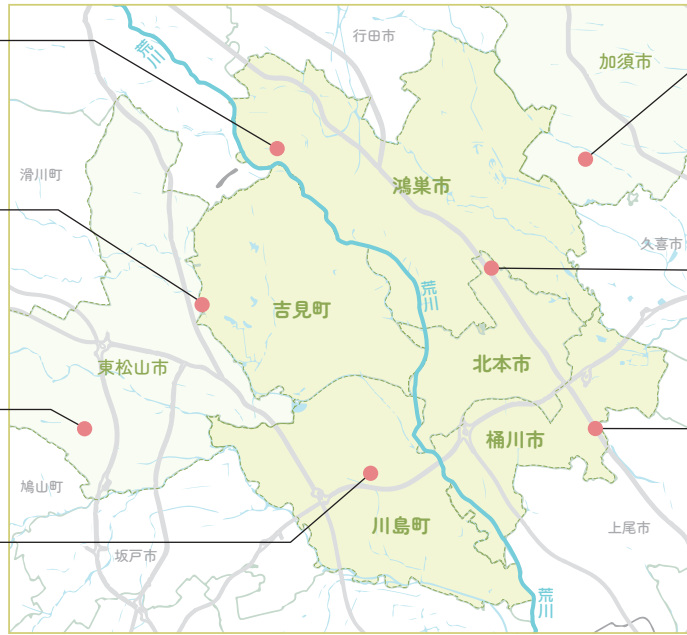 荒川
行田市
加須市
滑川町
鴻巣市
久喜市
荒川
吉見町
北本市
東松山市
桶川市
鳩山町
川島町
上尾市
坂戸市
荒川